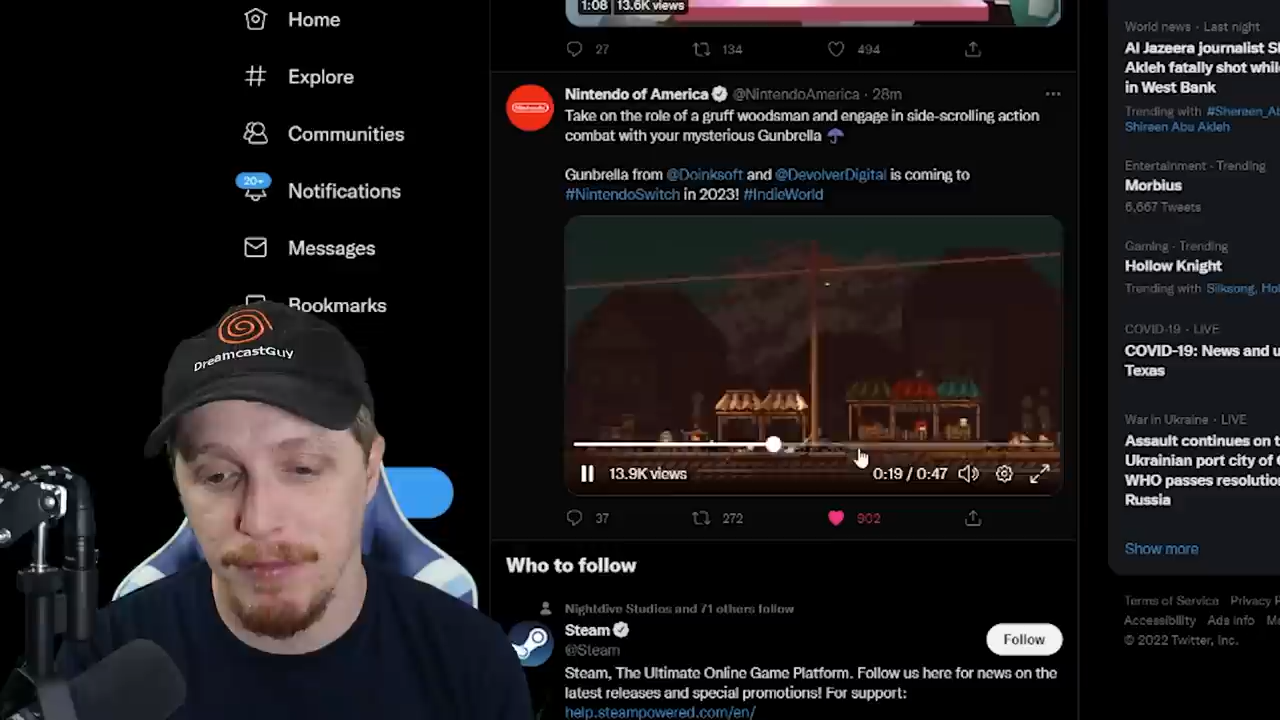 Home
Explore
Communities
20+
Notifications
Messages
Bookmarks
DreamcastGuy
1:08 13.6K views
27 134 494
Nintendo of America @NintendoAmerica · 28m
Take on the role of a gruff woodsman and engage in side-scrolling action
combat with your mysterious Gunbrella
Gunbrella from @Doinksoft and @DevolverDigital is coming to
#NintendoSwitch in 2023! #IndieWorld
Nintendo
13.9K views 0:19 / 0:47
37 272 902
Who to follow
Nightdive Studios and 71 others follow
Steam
@Steam
Follow
Steam, The Ultimate Online Game Platform. Follow us here for news on the
latest releases and special promotions! For support:
help.steampowered.com/en/
World news · Last night
Al Jazeera journalist
Akleh fatally shot while
in West Bank
Trending with #Shereen_
Shireen Abu Akleh
Entertainment · Trending
Morbius
6,667 Tweets
Gaming · Trending
Hollow Knight
Trending with Silksong,
COVID-19 · LIVE
COVID-19: News and
Texas
War in Ukraine · LIVE
Assault continues on
Ukrainian port city of
WHO passes
Russia
Show more
Terms of Service Privacy
Accessibility Ads info
© 2022 Twitter, Inc.